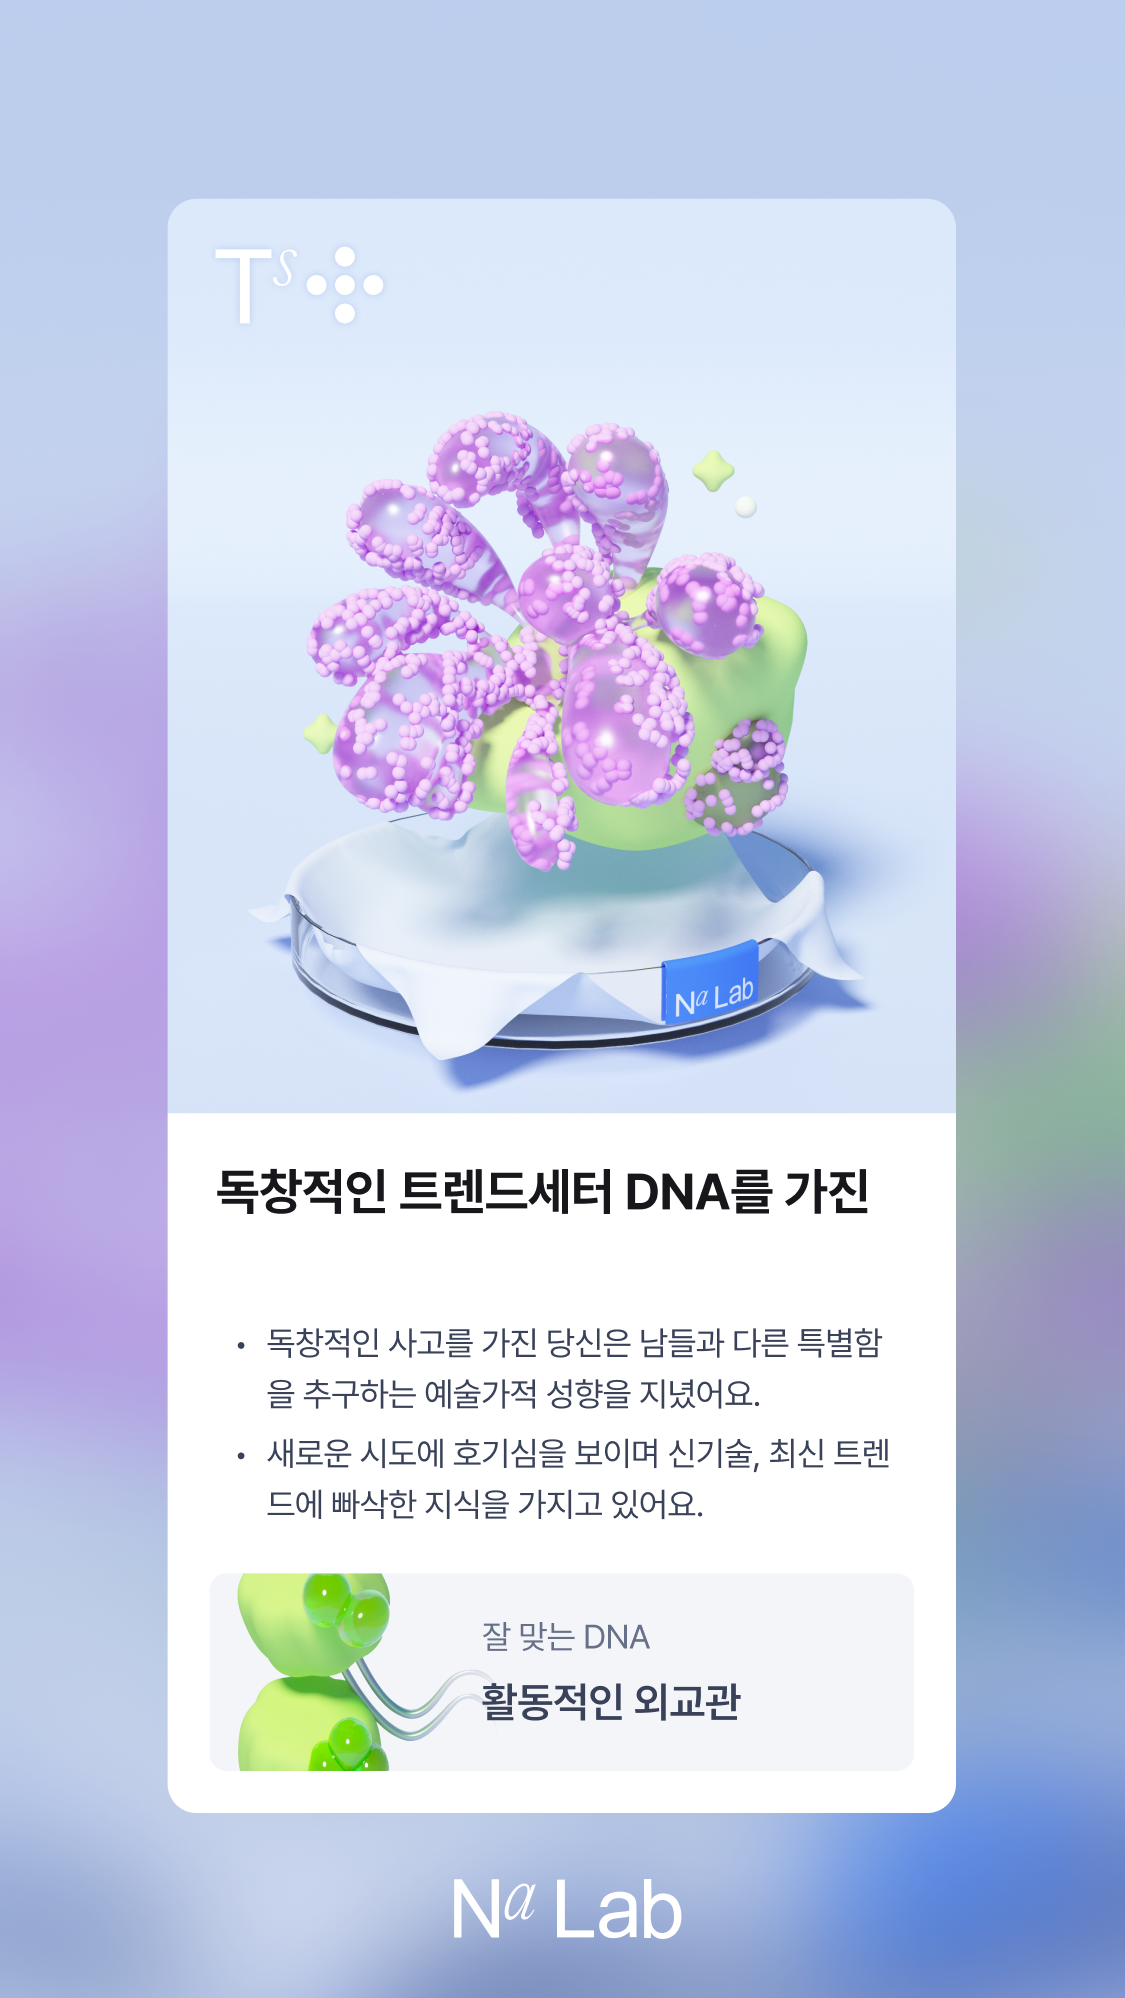 Ts
Na Lab
독창적인 트렌드세터 DNA를 가진
• 독창적인 사고를 가진 당신은 남들과 다른 특별함
을 추구하는 예술가적 성향을 지녔어요.
• 새로운 시도에 호기심을 보이며 신기술, 최신 트렌
드에 빠삭한 지식을 가지고 있어요.
잘 맞는 DNA
활동적인 외교관
Na Lab